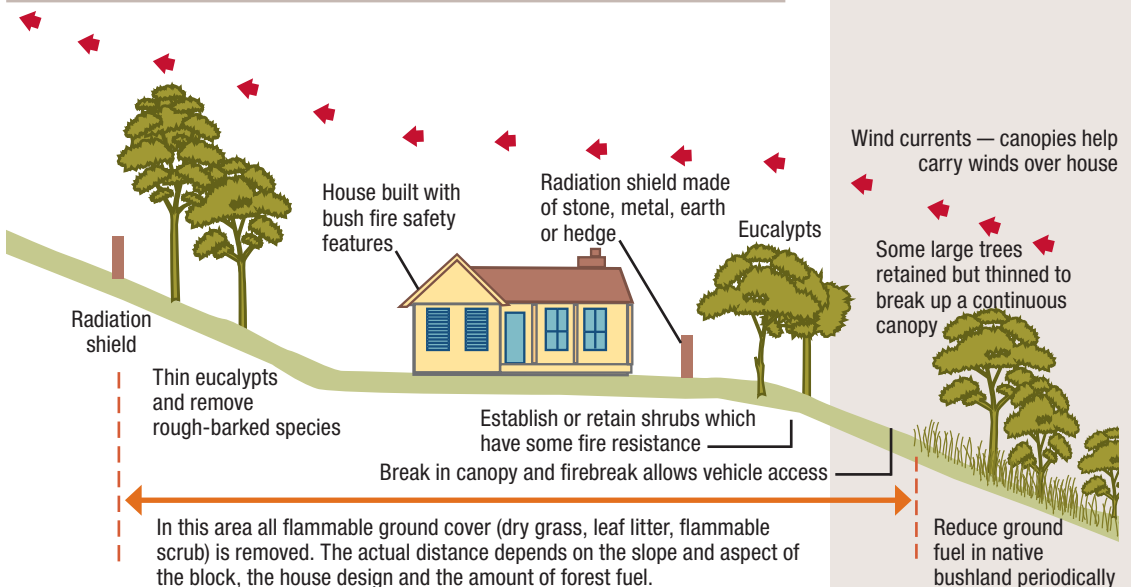 Wind currents — canopies help
carry winds over house
House built with
bush fire safety
features
Radiation shield made
of stone, metal, earth
or hedge
Eucalypts
Some large trees
retained but thinned to
break up a continuous
canopy
Radiation
shield
Thin eucalypts
and remove
rough-barked species
Establish or retain shrubs which
have some fire resistance
Break in canopy and firebreak allows vehicle access
In this area all flammable ground cover (dry grass, leaf litter, flammable
scrub) is removed. The actual distance depends on the slope and aspect of
the block, the house design and the amount of forest fuel.
Reduce ground
fuel in native
bushland periodically